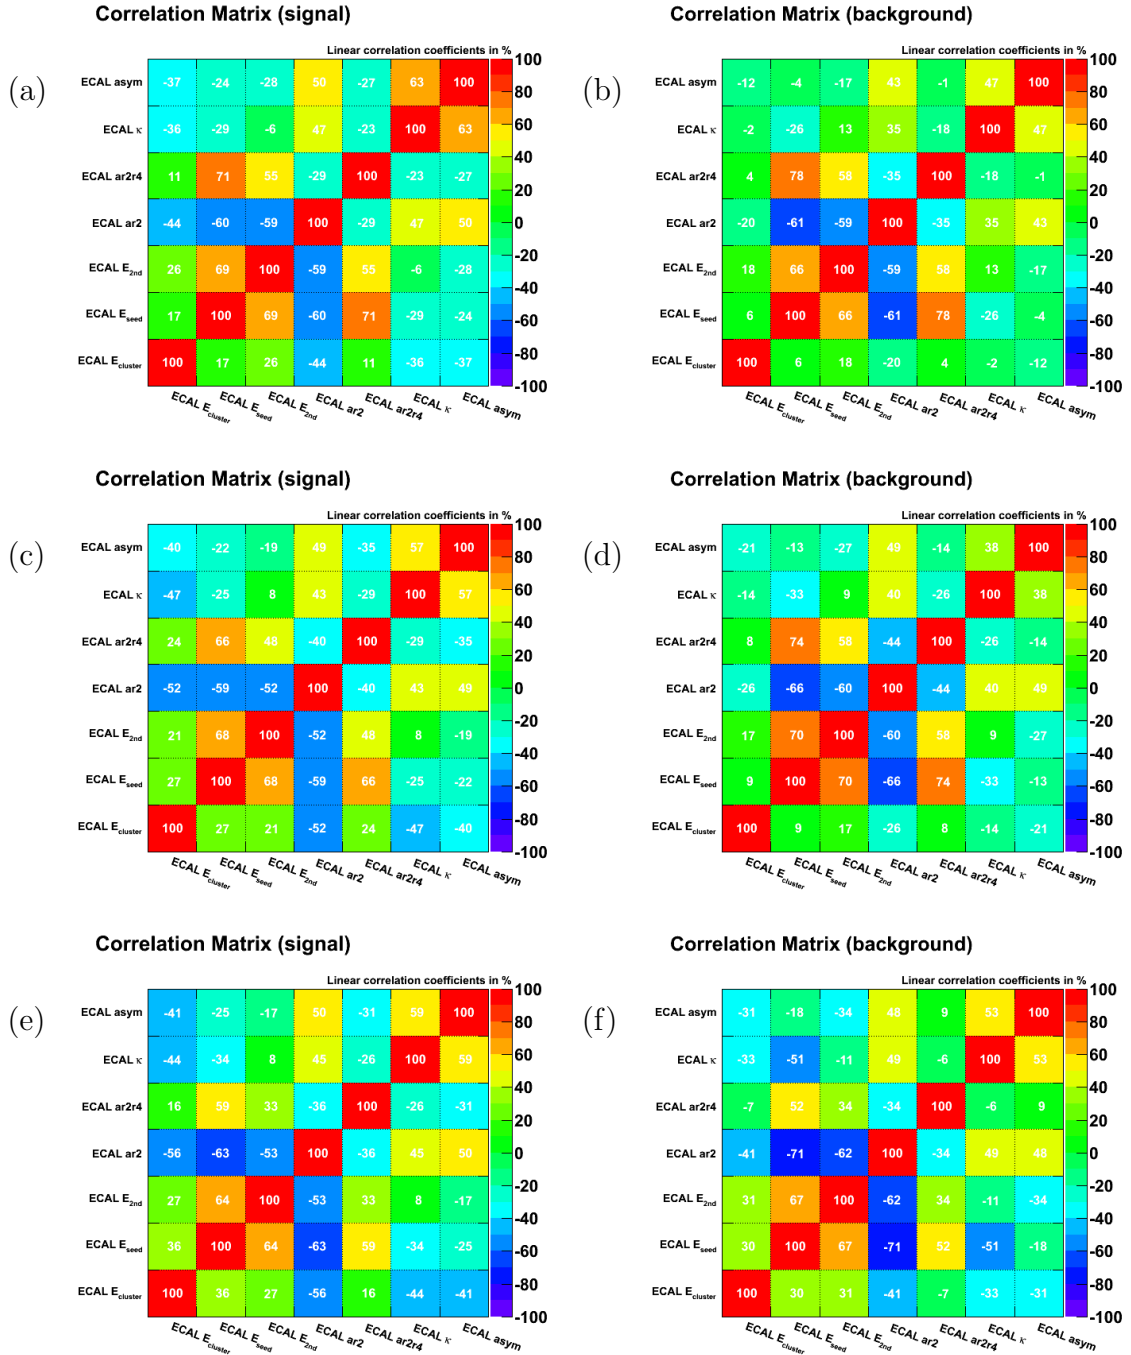 Correlation Matrix (signal)
Linear correlation coefficients in %
(a)
ECAL asym -37 -24 -28 50 -27 63 100
ECAL κ -36 -29 -6 47 -23 100 63
ECAL ar2r4 11 71 55 -29 100 -23 -27
ECAL ar2 -44 -60 -59 100 -29 47 50
ECAL E2nd 26 69 100 -59 55 -6 -28
ECAL Eseed 17 100 69 -60 71 -29 -24
ECAL Ecluster 100 17 26 -44 11 -36 -37
ECAL Ecluster ECAL Eseed ECAL E2nd ECAL ar2 ECAL ar2r4 ECAL κ ECAL asym
100
80
60
40
20
0
-20
-40
-60
-80
-100
Correlation Matrix (background)
Linear correlation coefficients in %
(b)
ECAL asym -12 -4 -17 43 -1 47 100
ECAL κ -2 -26 13 35 -18 100 47
ECAL ar2r4 4 78 58 -35 100 -18 -1
ECAL ar2 -20 -61 -59 100 -35 35 43
ECAL E2nd 18 66 100 -59 58 13 -17
ECAL Eseed 6 100 66 -61 78 -26 -4
ECAL Ecluster 100 6 18 -20 4 -2 -12
ECAL Ecluster ECAL Eseed ECAL E2nd ECAL ar2 ECAL ar2r4 ECAL κ ECAL asym
100
80
60
40
20
0
-20
-40
-60
-80
-100
Correlation Matrix (signal)
Linear correlation coefficients in %
(c)
ECAL asym -40 -22 -19 49 -35 57 100
ECAL κ -47 -25 8 43 -29 100 57
ECAL ar2r4 24 66 48 -40 100 -29 -35
ECAL ar2 -52 -59 -52 100 -40 43 49
ECAL E2nd 21 68 100 -52 48 8 -19
ECAL Eseed 27 100 68 -59 66 -25 -22
ECAL Ecluster 100 27 21 -52 24 -47 -40
ECAL Ecluster ECAL Eseed ECAL E2nd ECAL ar2 ECAL ar2r4 ECAL κ ECAL asym
100
80
60
40
20
0
-20
-40
-60
-80
-100
Correlation Matrix (background)
Linear correlation coefficients in %
(d)
ECAL asym -21 -13 -27 49 -14 38 100
ECAL κ -14 -33 9 40 -26 100 38
ECAL ar2r4 8 74 58 -44 100 -26 -14
ECAL ar2 -26 -66 -60 100 -44 40 49
ECAL E2nd 17 70 100 -60 58 9 -27
ECAL Eseed 9 100 70 -66 74 -33 -13
ECAL Ecluster 100 9 17 -26 8 -14 -21
ECAL Ecluster ECAL Eseed ECAL E2nd ECAL ar2 ECAL ar2r4 ECAL κ ECAL asym
100
80
60
40
20
0
-20
-40
-60
-80
-100
Correlation Matrix (signal)
Linear correlation coefficients in %
(e)
ECAL asym -41 -25 -17 50 -31 59 100
ECAL κ -44 -34 8 45 -26 100 59
ECAL ar2r4 16 59 33 -36 100 -26 -31
ECAL ar2 -56 -63 -53 100 -36 45 50
ECAL E2nd 27 64 100 -53 33 8 -17
ECAL Eseed 36 100 64 -63 59 -34 -25
ECAL Ecluster 100 36 27 -56 16 -44 -41
ECAL Ecluster ECAL Eseed ECAL E2nd ECAL ar2 ECAL ar2r4 ECAL κ ECAL asym
100
80
60
40
20
0
-20
-40
-60
-80
-100
Correlation Matrix (background)
Linear correlation coefficients in %
(f)
ECAL asym -31 -18 -34 48 9 53 100
ECAL κ -33 -51 -11 49 -6 100 53
ECAL ar2r4 -7 52 34 -34 100 -6 9
ECAL ar2 -41 -71 -62 100 -34 49 48
ECAL E2nd 31 67 100 -62 34 -11 -34
ECAL Eseed 30 100 67 -71 52 -51 -18
ECAL Ecluster 100 30 31 -41 -7 -33 -31
ECAL Ecluster ECAL Eseed ECAL E2nd ECAL ar2 ECAL ar2r4 ECAL κ ECAL asym
100
80
60
40
20
0
-20
-40
-60
-80
-100